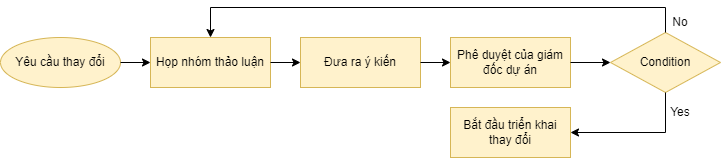 No
Yêu cầu thay đổi
Họp nhóm thảo luận
Đưa ra ý kiến
Phê duyệt của giám
đốc dự án
Condition
Yes
Bắt đầu triển khai
thay đổi